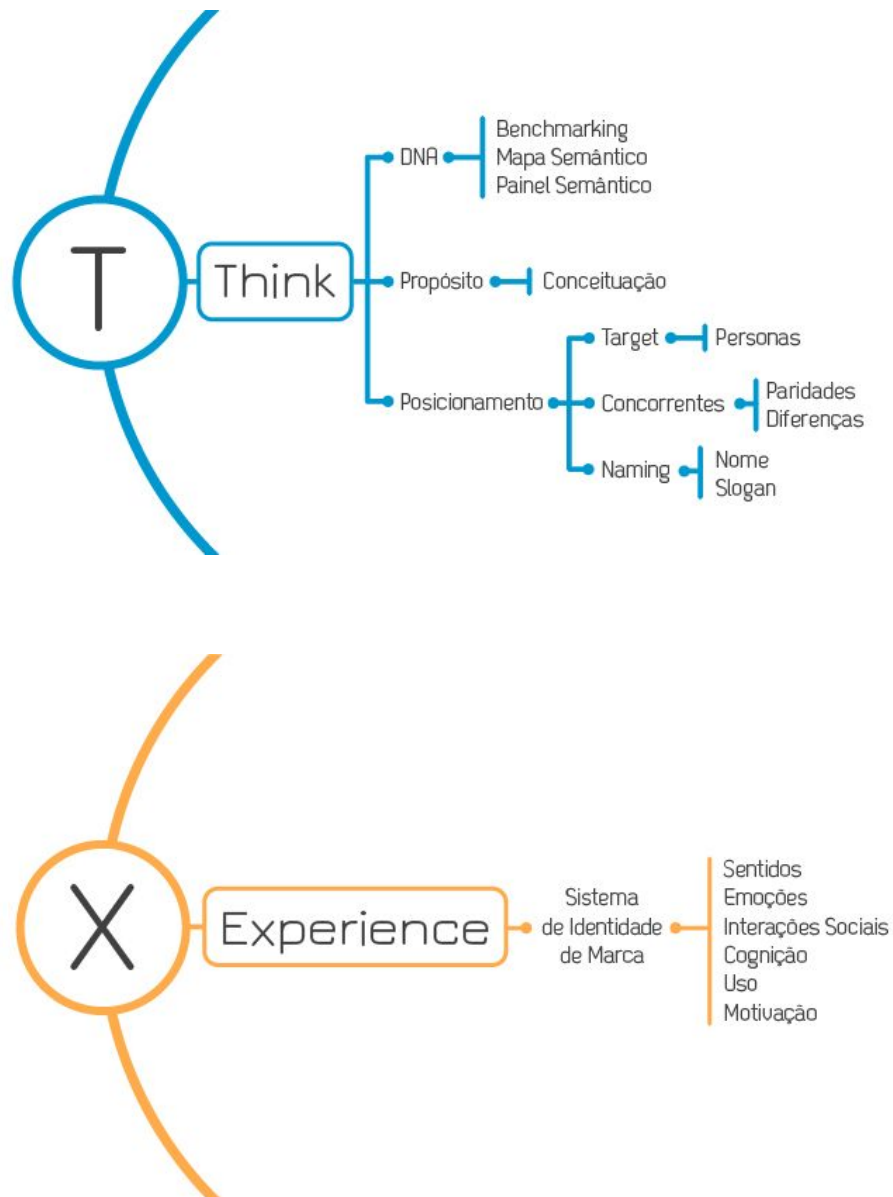 T
Think
DNA
Benchmarking
Mapa Semântico
Painel Semântico
Propósito
Conceituação
Posicionamento
Target
Personas
Concorrentes
Paridades
Diferenças
Naming
Nome
Slogan
X
Experience
Sistema
de Identidade
de Marca
Sentidos
Emoções
Interações Sociais
Cognição
Uso
Motivação